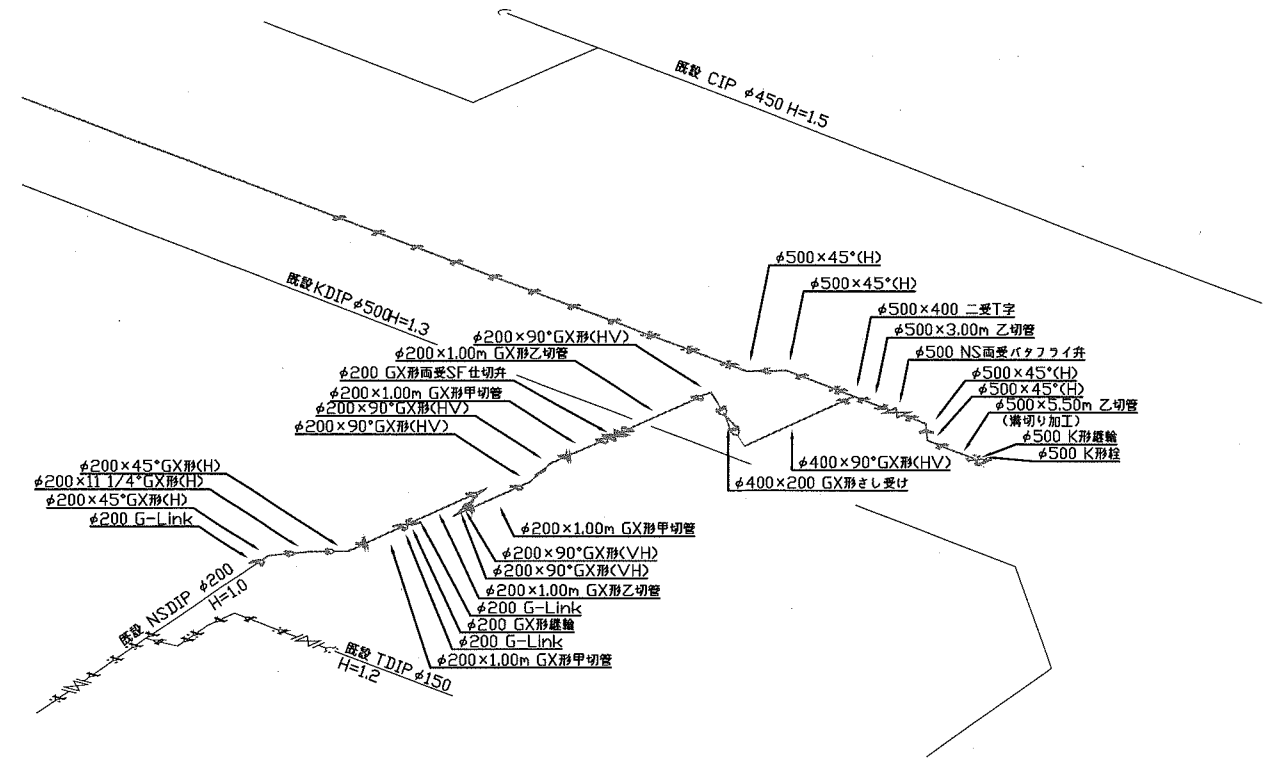 既設 CIP φ450 H=1.5
既設KDIP φ500H=1.3
φ500×45°(H)
φ500×45°(H)
φ500×400 二受T字
φ500×3.00m 乙切管
φ500 NS両受バタフライ弁
φ500×45°(H)
φ500×45°(H)
φ500×5.50m 乙切管
(溝切り加工)
φ500 K形継輪
φ500 K形栓
φ200×90°GX形(HV)
φ200×1.00m GX形乙切管
φ200 GX形両受SF仕切弁
φ200×1.00m GX形甲切管
φ200×90°GX形(HV)
φ200×90°GX形(HV)
φ400×90°GX形(HV)
φ400×200 GX形さし受け
φ200×45°GX形(H)
φ200×11 1/4°GX形(H)
φ200×45°GX形(H)
φ200 G-Link
φ200×1.00m GX形甲切管
φ200×90°GX形(VH)
φ200×90°GX形(VH)
φ200×1.00m GX形乙切管
φ200 G-Link
φ200 GX形継輪
φ200 G-Link
φ200×1.00m GX形甲切管
既設 NSDIP φ200
H=1.0
既設 TDIP φ150
H=1.2